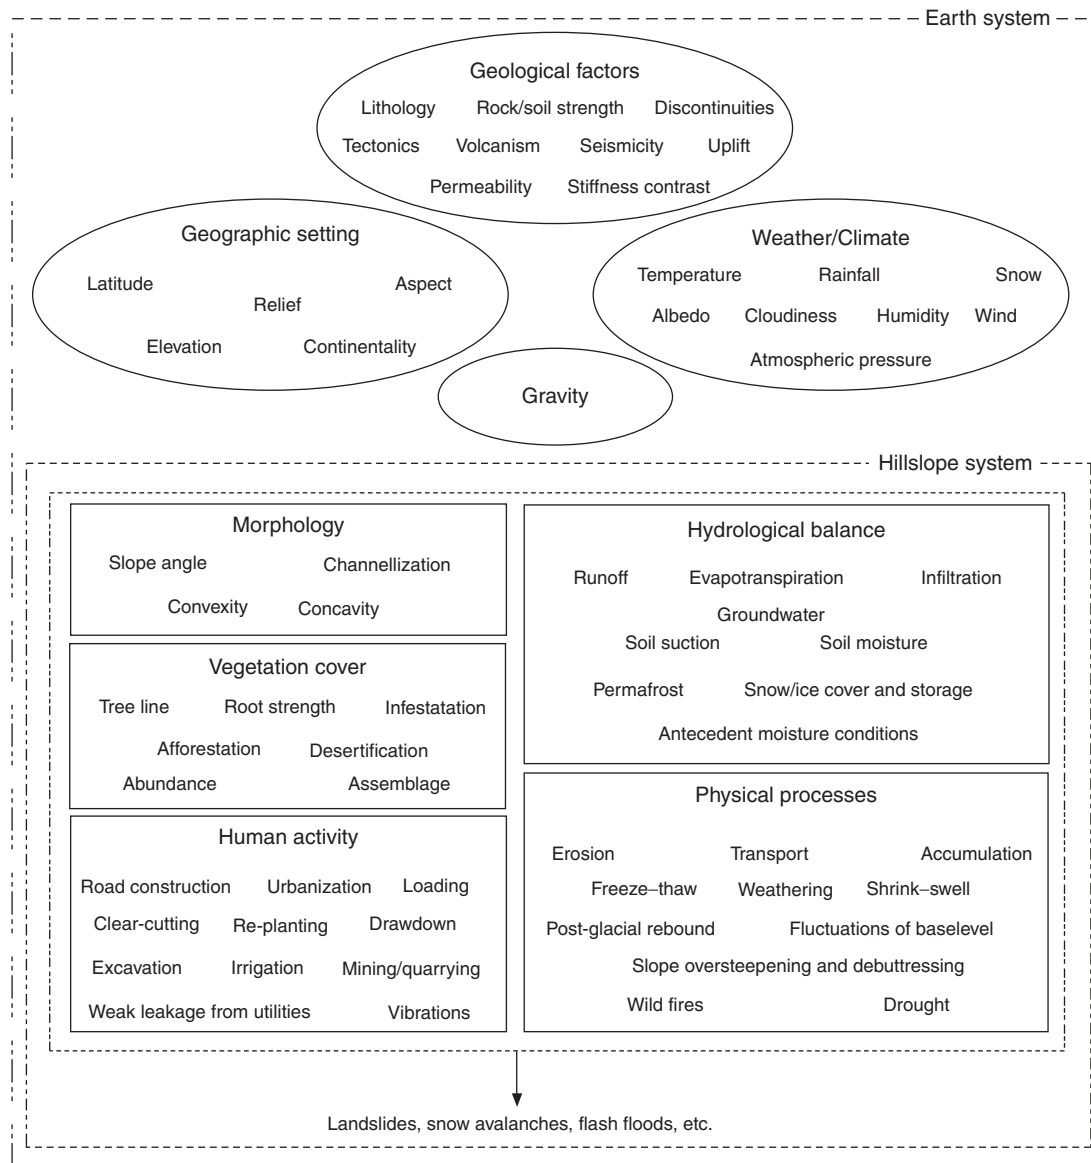 Earth system
Geological factors
Lithology Rock/soil strength Discontinuities
Tectonics Volcanism Seismicity Uplift
Permeability Stiffness contrast
Geographic setting
Latitude Aspect
Relief
Elevation Continentality
Weather/Climate
Temperature Rainfall Snow
Albedo Cloudiness Humidity Wind
Atmospheric pressure
Gravity
Hillslope system
Morphology
Slope angle Channellization
Convexity Concavity
Vegetation cover
Tree line Root strength Infestatation
Afforestation Desertification
Abundance Assemblage
Human activity
Road construction Urbanization Loading
Clear-cutting Re-planting Drawdown
Excavation Irrigation Mining/quarrying
Weak leakage from utilities Vibrations
Hydrological balance
Runoff Evapotranspiration Infiltration
Groundwater
Soil suction Soil moisture
Permafrost Snow/ice cover and storage
Antecedent moisture conditions
Physical processes
Erosion Transport Accumulation
Freeze–thaw Weathering Shrink–swell
Post-glacial rebound Fluctuations of baselevel
Slope oversteepening and debuttressing
Wild fires Drought
Landslides, snow avalanches, flash floods, etc.